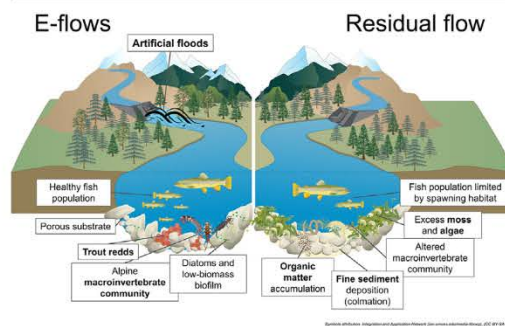 E-flows
Residual flow
Artificial floods
Healthy fish
population
Porous substrate
Trout redds
Alpine
macroinvertebrate
community
Diatoms and
low-biomass
biofilm
Fish population limited
by spawning habitat
Excess moss
and algae
Altered
macroinvertebrate
community
Organic
matter
accumulation
Fine sediment
deposition
(colmation)